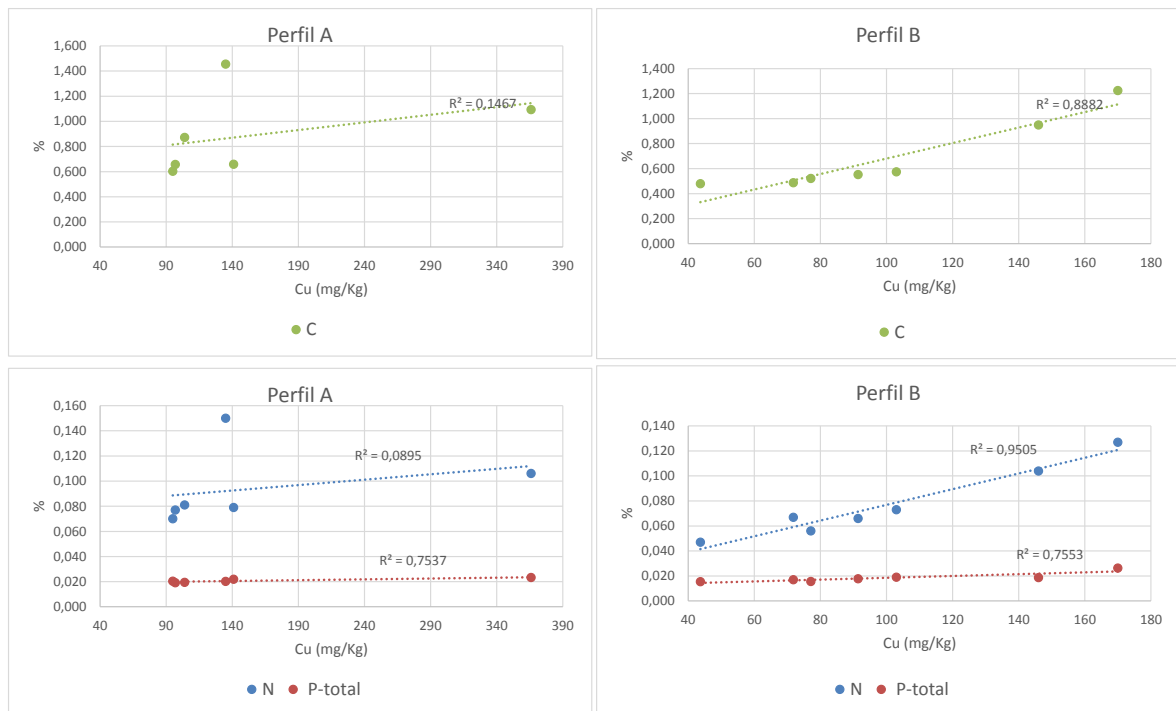 Perfil A
1,600
1,400
1,200
1,000
0,800
0,600
0,400
0,200
0,000
%
R² = 0,1467
40 90 140 190 240 290 340 390
Cu (mg/Kg)
C
Perfil B
1,400
1,200
1,000
0,800
0,600
0,400
0,200
0,000
%
R² = 0,8882
40 60 80 100 120 140 160 180
Cu (mg/Kg)
C
Perfil A
0,160
0,140
0,120
0,100
0,080
0,060
0,040
0,020
0,000
%
R² = 0,0895
R² = 0,7537
40 90 140 190 240 290 340 390
Cu (mg/Kg)
N P-total
Perfil B
0,140
0,120
0,100
0,080
0,060
0,040
0,020
0,000
%
R² = 0,9505
R² = 0,7553
40 60 80 100 120 140 160 180
Cu (mg/Kg)
N P-total